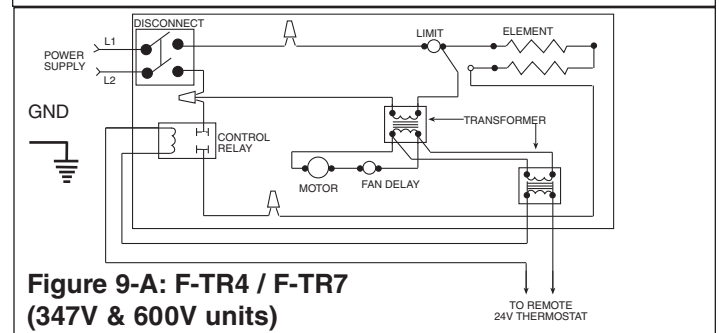 DISCONNECT
L1
POWER
SUPPLY
L2
LIMIT
ELEMENT
GND
TRANSFORMER
CONTROL
RELAY
MOTOR
FAN DELAY
Figure 9-A: F-TR4 / F-TR7
(347V & 600V units)
TO REMOTE
24V THERMOSTAT